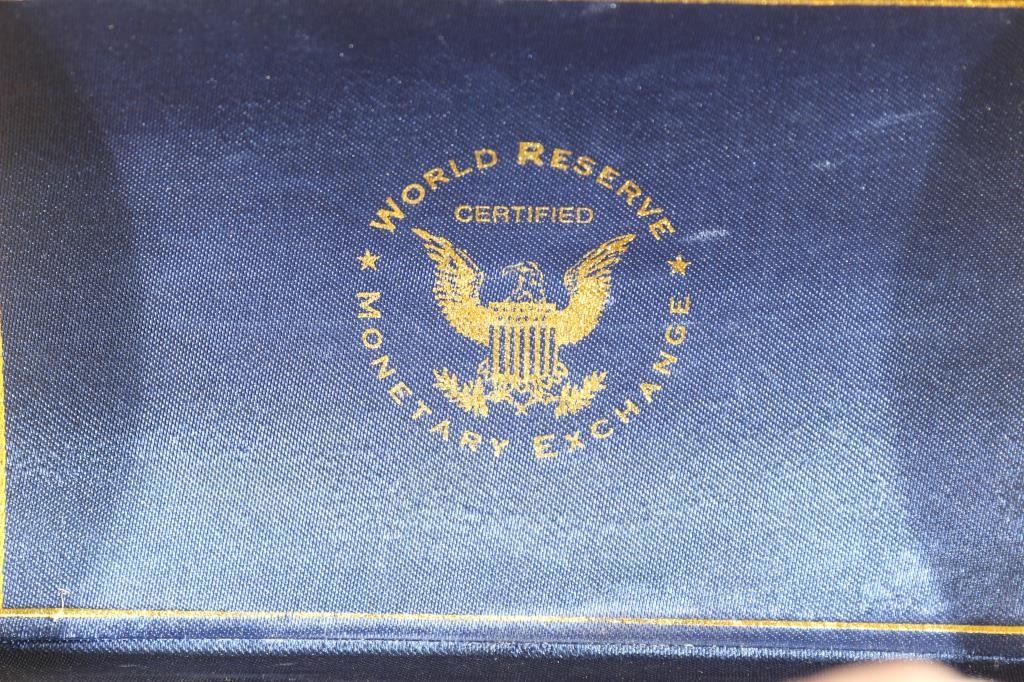 WORLD RESERVE
CERTIFIED
MONETARY EXCHANGE